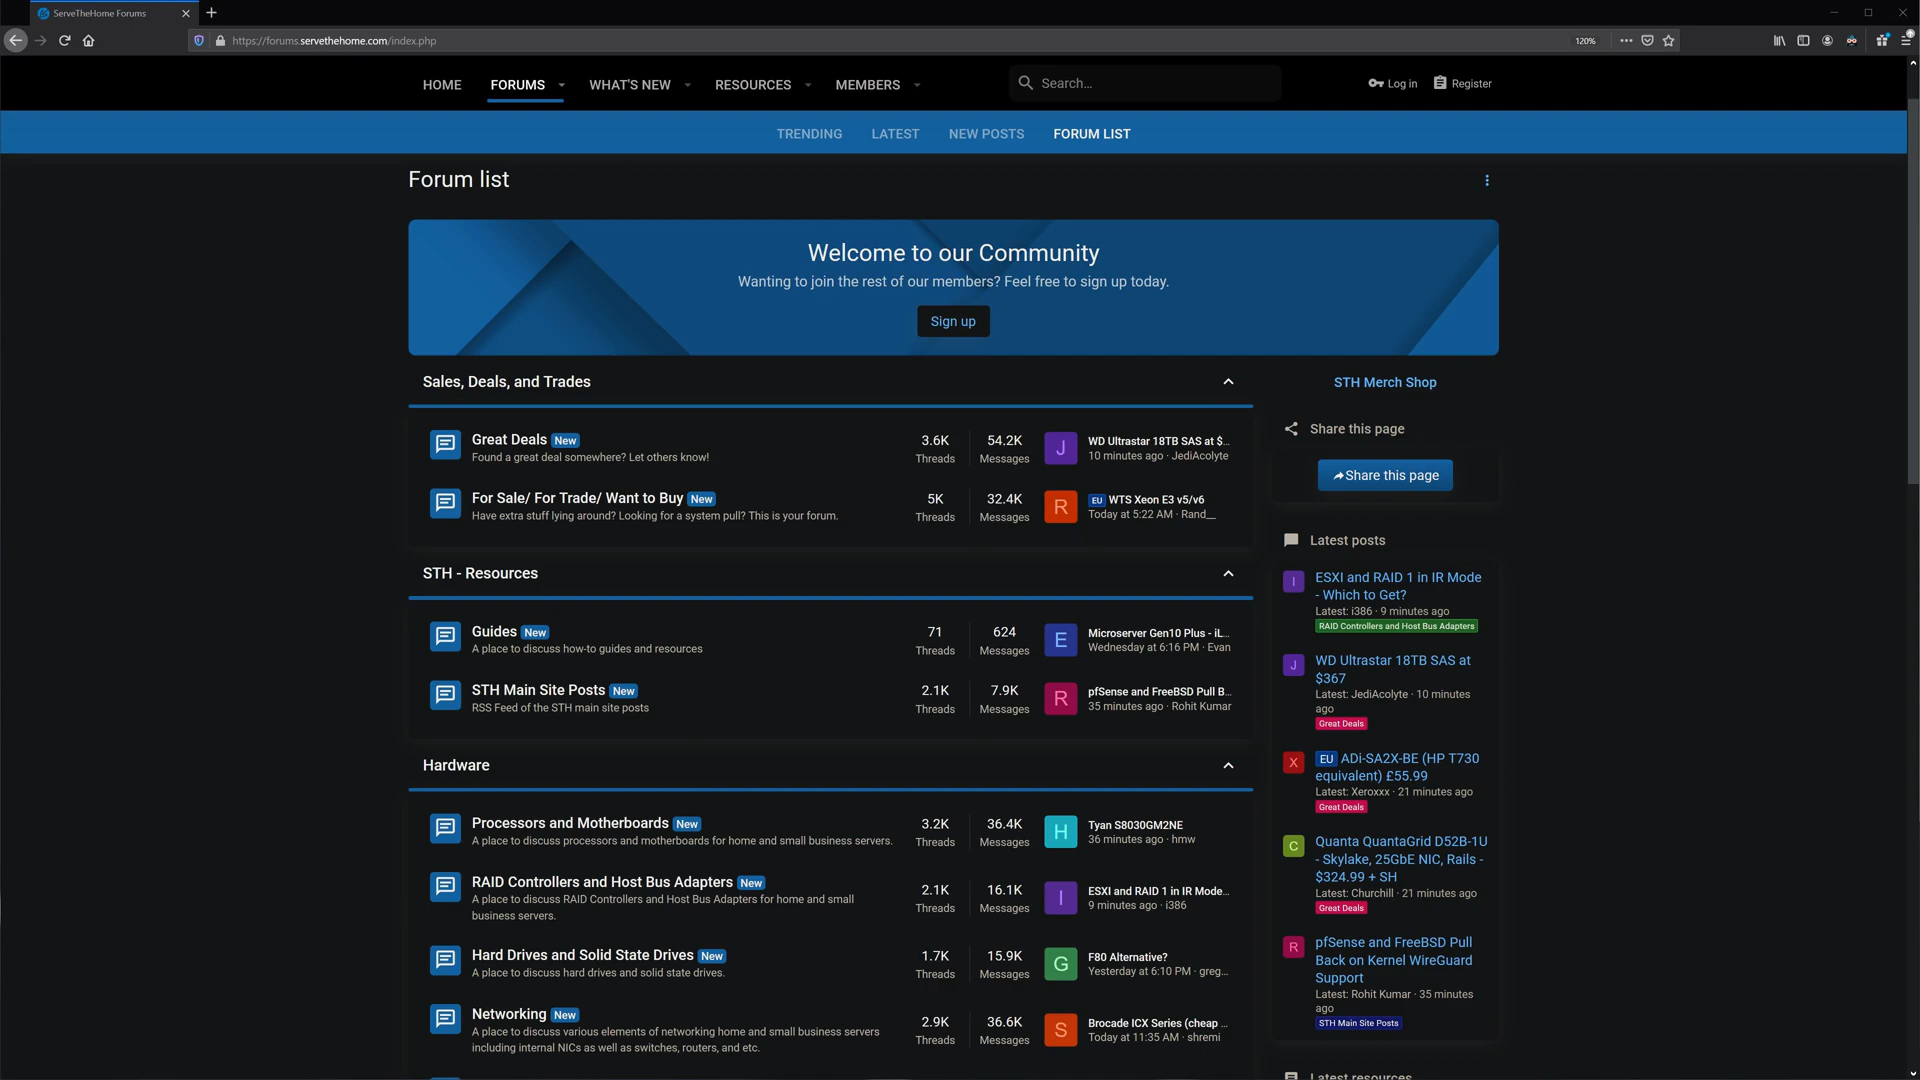 ServeTheHome Forums
https://forums.servethehome.com/index.php
120%
HOME FORUMS WHAT'S NEW RESOURCES MEMBERS
Search...
Log in Register
TRENDING LATEST NEW POSTS FORUM LIST
Forum list
Welcome to our Community
Wanting to join the rest of our members? Feel free to sign up today.
Sign up
Sales, Deals, and Trades
Great Deals New
Found a great deal somewhere? Let others know!
3.6K
Threads
54.2K
Messages
J
WD Ultrastar 18TB SAS at $...
10 minutes ago · JediAcolyte
For Sale/ For Trade/ Want to Buy New
Have extra stuff lying around? Looking for a system pull? This is your forum.
5K
Threads
32.4K
Messages
R
EU WTS Xeon E3 v5/v6
Today at 5:22 AM · Rand__
STH - Resources
Guides New
A place to discuss how-to guides and resources
71
Threads
624
Messages
E
Microserver Gen10 Plus - iL...
Wednesday at 6:16 PM · Evan
STH Main Site Posts New
RSS Feed of the STH main site posts
2.1K
Threads
7.9K
Messages
R
pfSense and FreeBSD Pull B...
35 minutes ago · Rohit Kumar
Hardware
Processors and Motherboards New
A place to discuss processors and motherboards for home and small business servers.
3.2K
Threads
36.4K
Messages
H
Tyan S8030GM2NE
36 minutes ago · hmw
RAID Controllers and Host Bus Adapters New
A place to discuss RAID Controllers and Host Bus Adapters for home and small
business servers.
2.1K
Threads
16.1K
Messages
I
ESXI and RAID 1 in IR Mode...
9 minutes ago · i386
Hard Drives and Solid State Drives New
A place to discuss hard drives and solid state drives.
1.7K
Threads
15.9K
Messages
G
F80 Alternative?
Yesterday at 6:10 PM · greg...
Networking New
A place to discuss various elements of networking home and small business servers
including internal NICs as well as switches, routers, and etc.
2.9K
Threads
36.6K
Messages
S
Brocade ICX Series (cheap ...
Today at 11:35 AM · shremi
STH Merch Shop
Share this page
Share this page
Latest posts
I
ESXI and RAID 1 in IR Mode
- Which to Get?
Latest: i386 · 9 minutes ago
RAID Controllers and Host Bus Adapters
J
WD Ultrastar 18TB SAS at
$367
Latest: JediAcolyte · 10 minutes
ago
Great Deals
X
EU ADi-SA2X-BE (HP T730
equivalent) £55.99
Latest: Xeroxxx · 21 minutes ago
Great Deals
C
Quanta QuantaGrid D52B-1U
- Skylake, 25GbE NIC, Rails -
$324.99 + SH
Latest: Churchill · 21 minutes ago
Great Deals
R
pfSense and FreeBSD Pull
Back on Kernel WireGuard
Support
Latest: Rohit Kumar · 35 minutes
ago
STH Main Site Posts
Latest resources